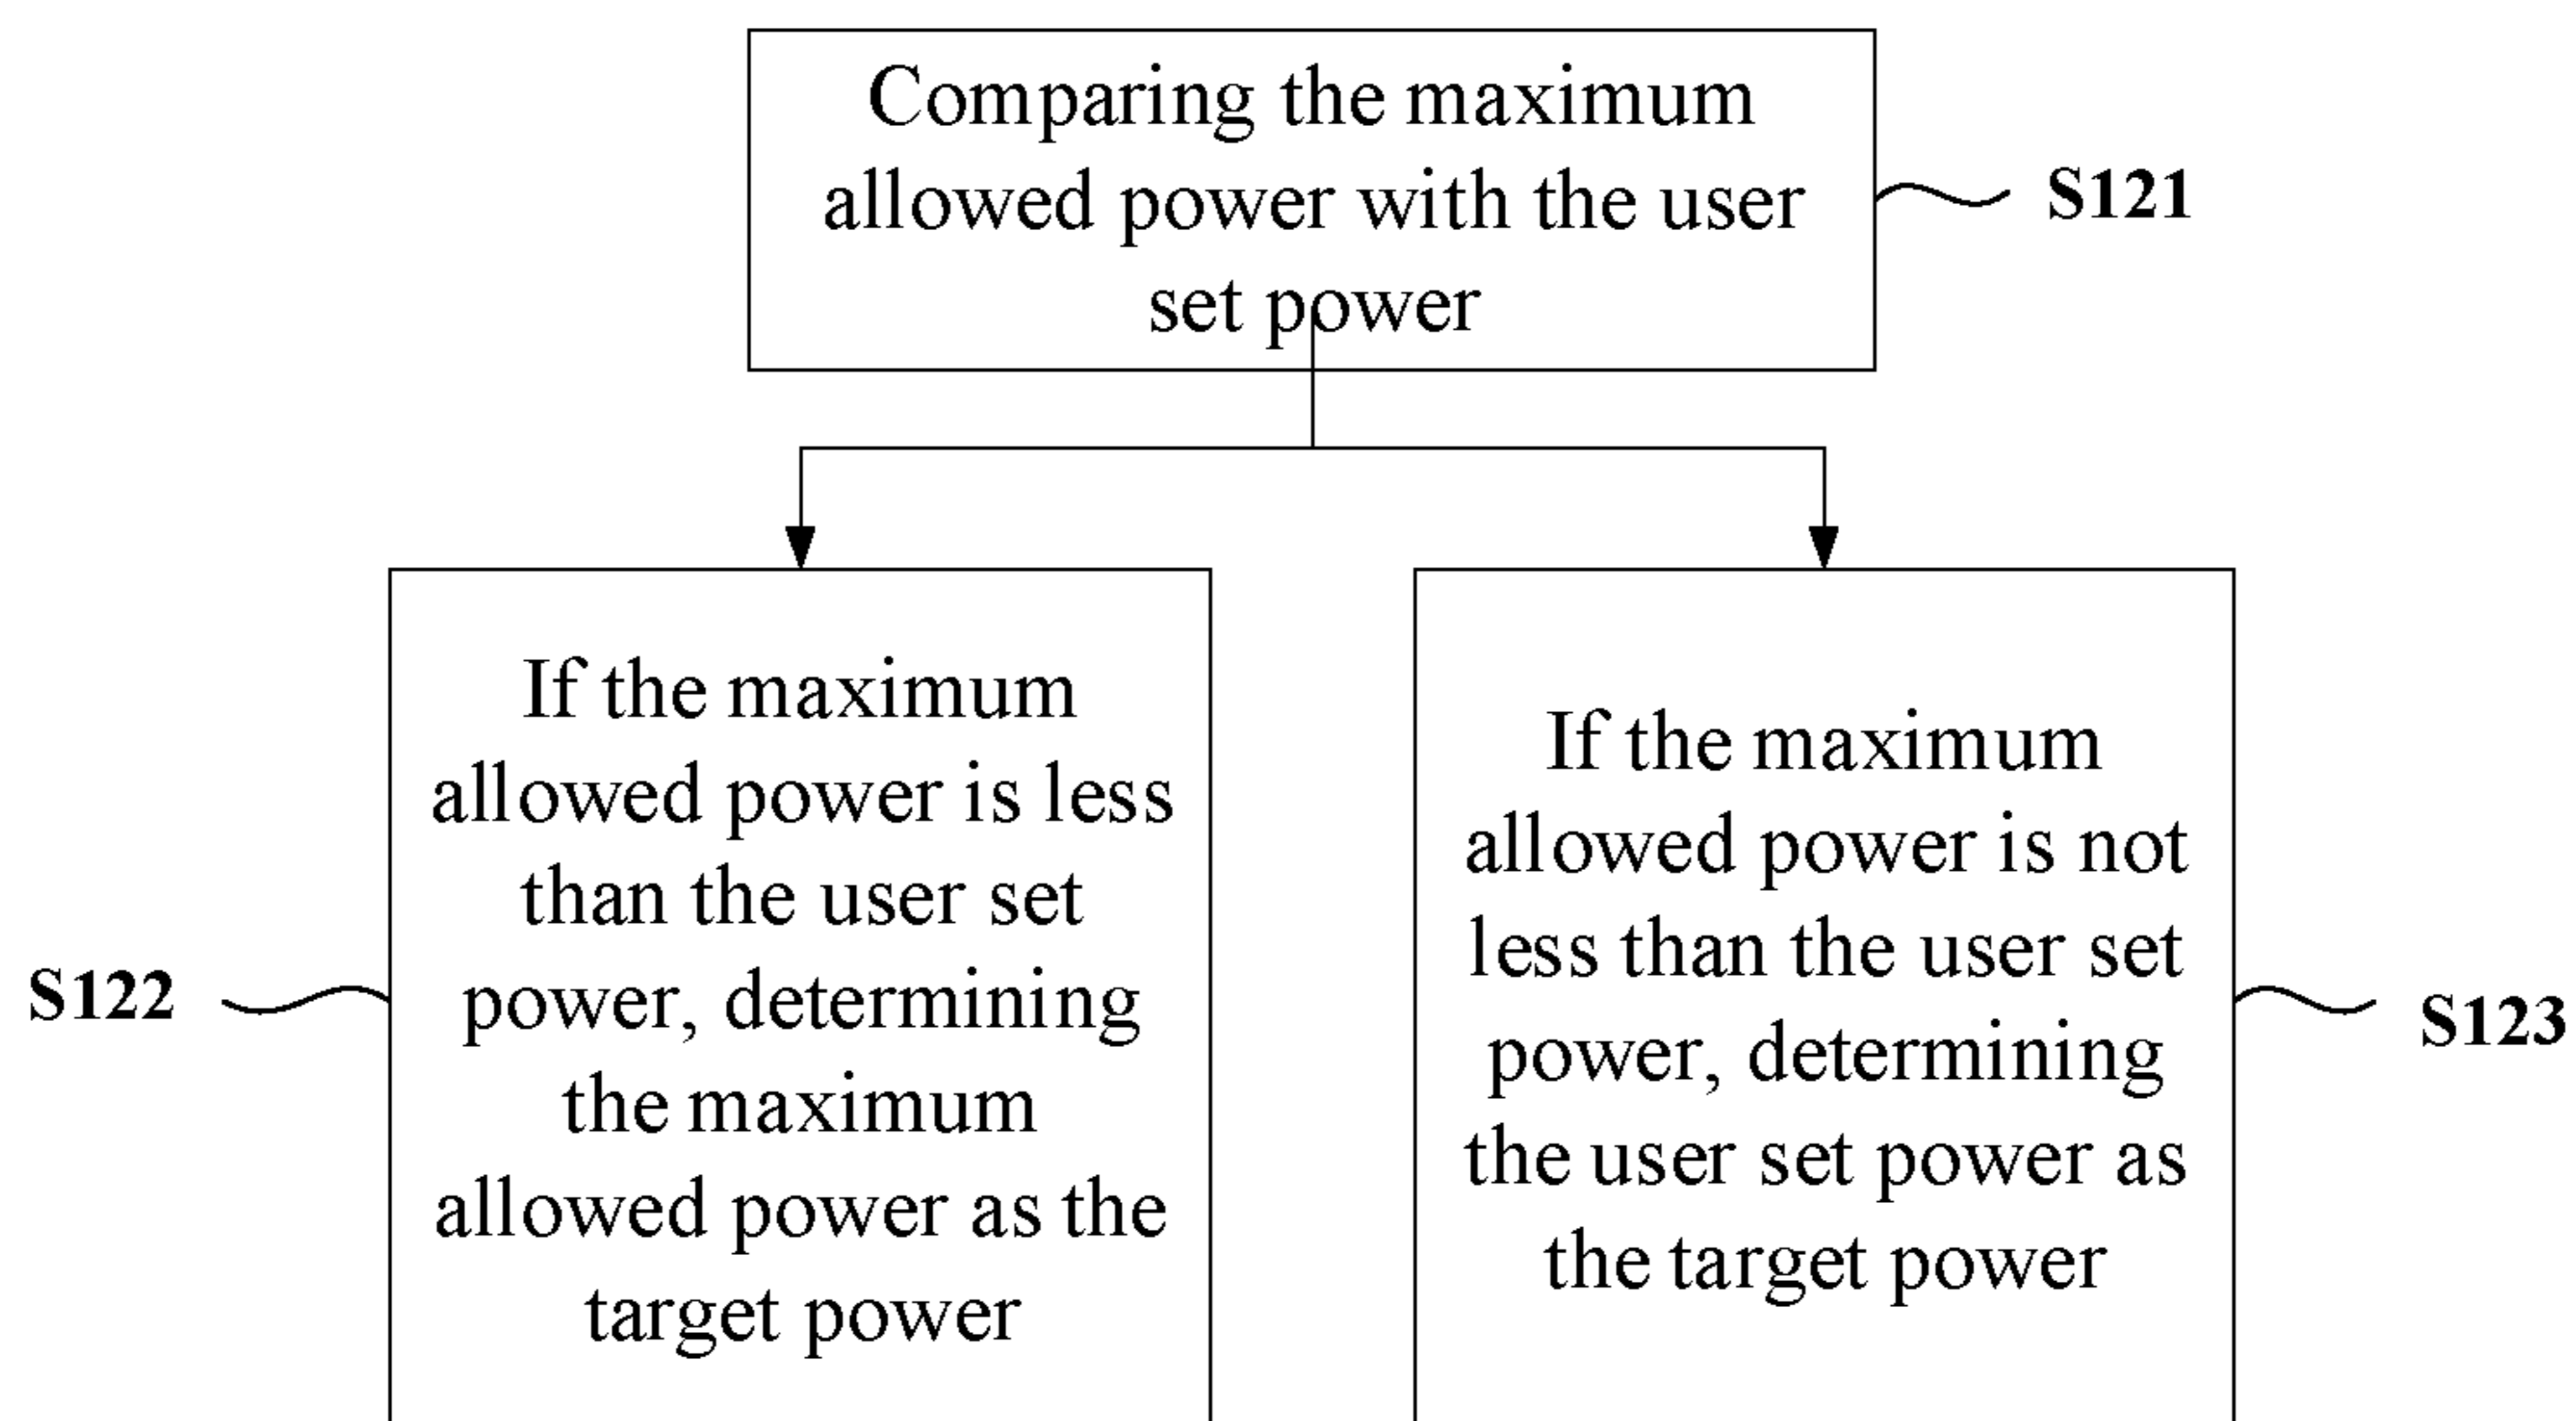 Comparing the maximum
allowed power with the user
set power
S121
If the maximum
allowed power is less
than the user set
power, determining
the maximum
allowed power as the
target power
S122
If the maximum
allowed power is not
less than the user set
power, determining
the user set power as
the target power
S123